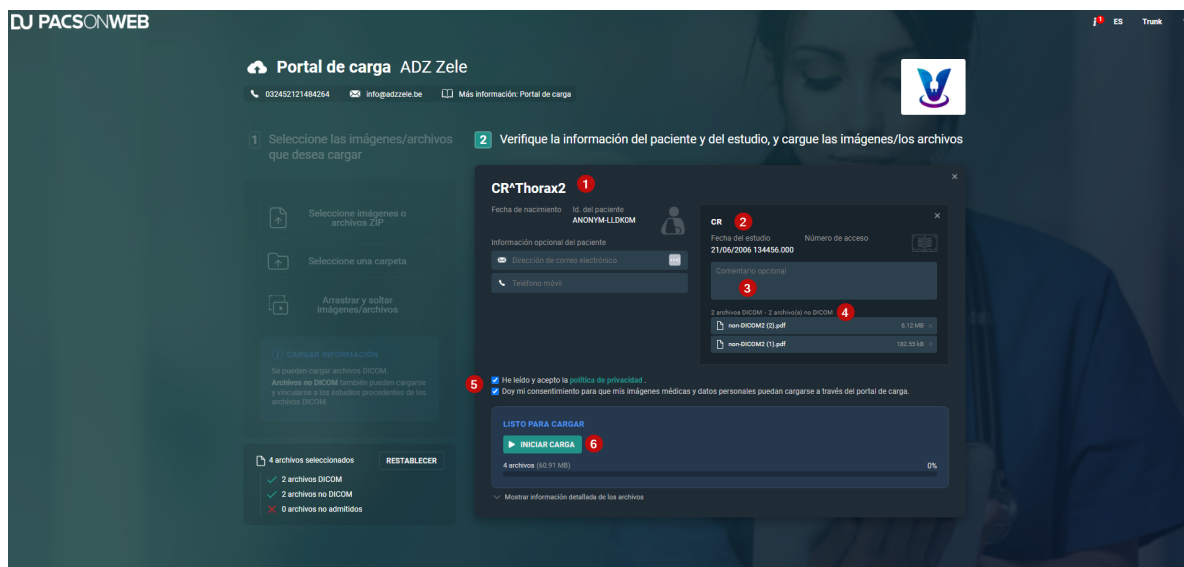 DJ PACSONWEB
1 ES Trunk
Portal de carga ADZ Zele
032452121484264 info@adzzele.be Más información: Portal de carga
1 Seleccione las imágenes/archivos
que desea cargar
Seleccione imágenes o
archivos ZIP
Seleccione una carpeta
Arrastrar y soltar
imágenes/archivos
CARGAR INFORMACIÓN
Se pueden cargar archivos DICOM.
Archivos no DICOM también pueden cargarse
y vincularse a los estudios procedentes de los
archivos DICOM.
4 archivos seleccionados RESTABLECER
2 archivos DICOM
2 archivos no DICOM
0 archivos no admitidos
2 Verifique la información del paciente y del estudio, y cargue las imágenes/los archivos
CR^Thorax2 1
Fecha de nacimiento Id. del paciente
ANONYM-LLDK0M
Información opcional del paciente
Dirección de correo electrónico
Teléfono móvil
CR 2
Fecha del estudio Número de acceso
21/06/2006 134456.000
Comentario opcional
3
2 archivos DICOM - 2 archivo(s) no DICOM 4
non-DICOM2 (2).pdf 6.12 MB ×
non-DICOM2 (1).pdf 182.55 kB ×
5
He leído y acepto la política de privacidad .
Doy mi consentimiento para que mis imágenes médicas y datos personales puedan cargarse a través del portal de carga.
LISTO PARA CARGAR
INICIAR CARGA 6
4 archivos (60.91 MB) 0%
Mostrar información detallada de los archivos